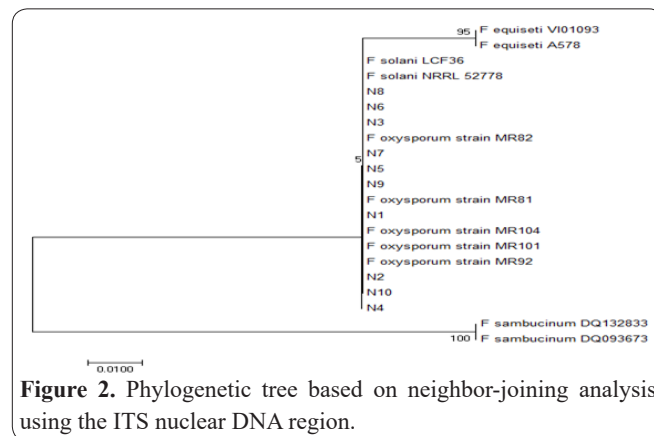 95
F equiseti VI01093
F equiseti A578
F solani LCF36
F solani NRRL 52778
N8
N6
N3
F oxysporum strain MR82
5
N7
N5
N9
F oxysporum strain MR81
N1
F oxysporum strain MR104
F oxysporum strain MR101
F oxysporum strain MR92
N2
N10
N4
F sambucinum DQ132833
100
F sambucinum DQ093673
0.0100
Figure 2. Phylogenetic tree based on neighbor-joining analysis
using the ITS nuclear DNA region.